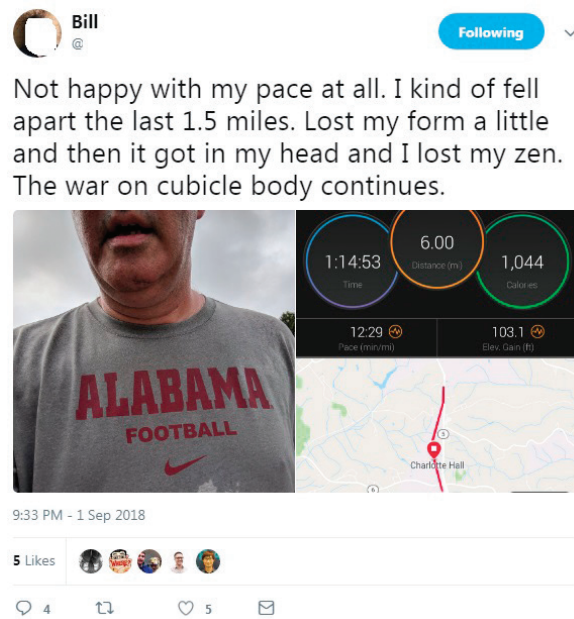 Bill
Following
@
Not happy with my pace at all. I kind of fell
apart the last 1.5 miles. Lost my form a little
and then it got in my head and I lost my zen.
The war on cubicle body continues.
ALABAMA
FOOTBALL
1:14:53
Time
6.00
Distance (mi)
1,044
Calories
12:29
Pace (min/mi)
103.1
Elev. Gain (ft)
5
Charlotte Hall
6
9:33 PM - 1 Sep 2018
5 Likes
4
5